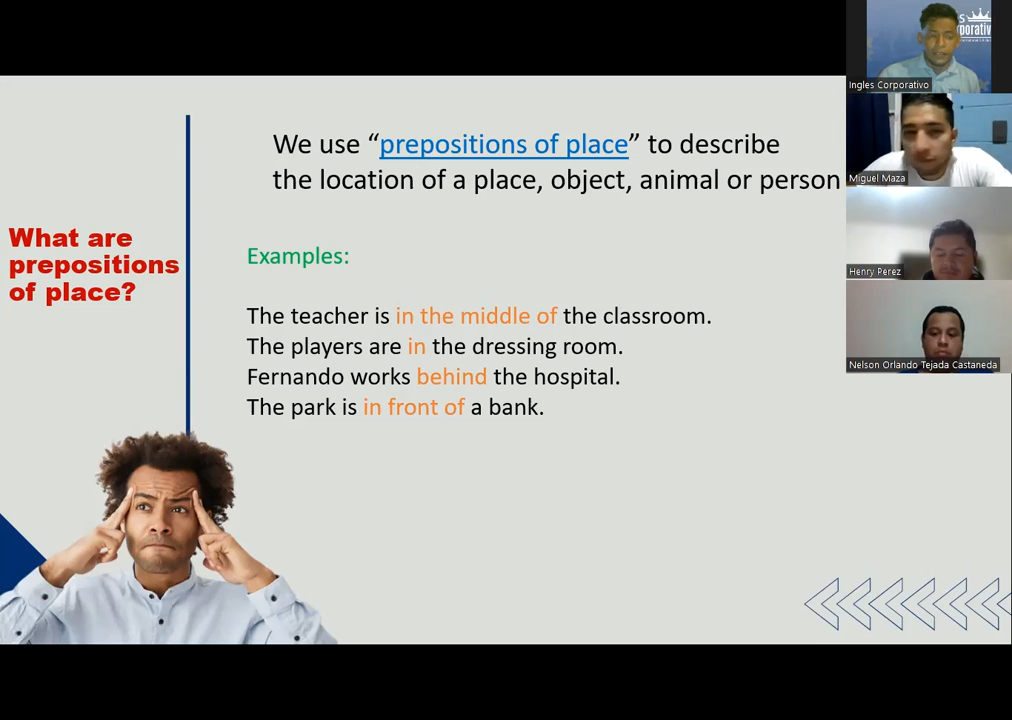 What are
prepositions
of place?
We use “prepositions of place” to describe
the location of a place, object, animal or person
Examples:
The teacher is in the middle of the classroom.
The players are in the dressing room.
Fernando works behind the hospital.
The park is in front of a bank.
Ingles Corporativo
Miguel Maza
Henry Perez
Nelson Orlando Tejada Castaneda